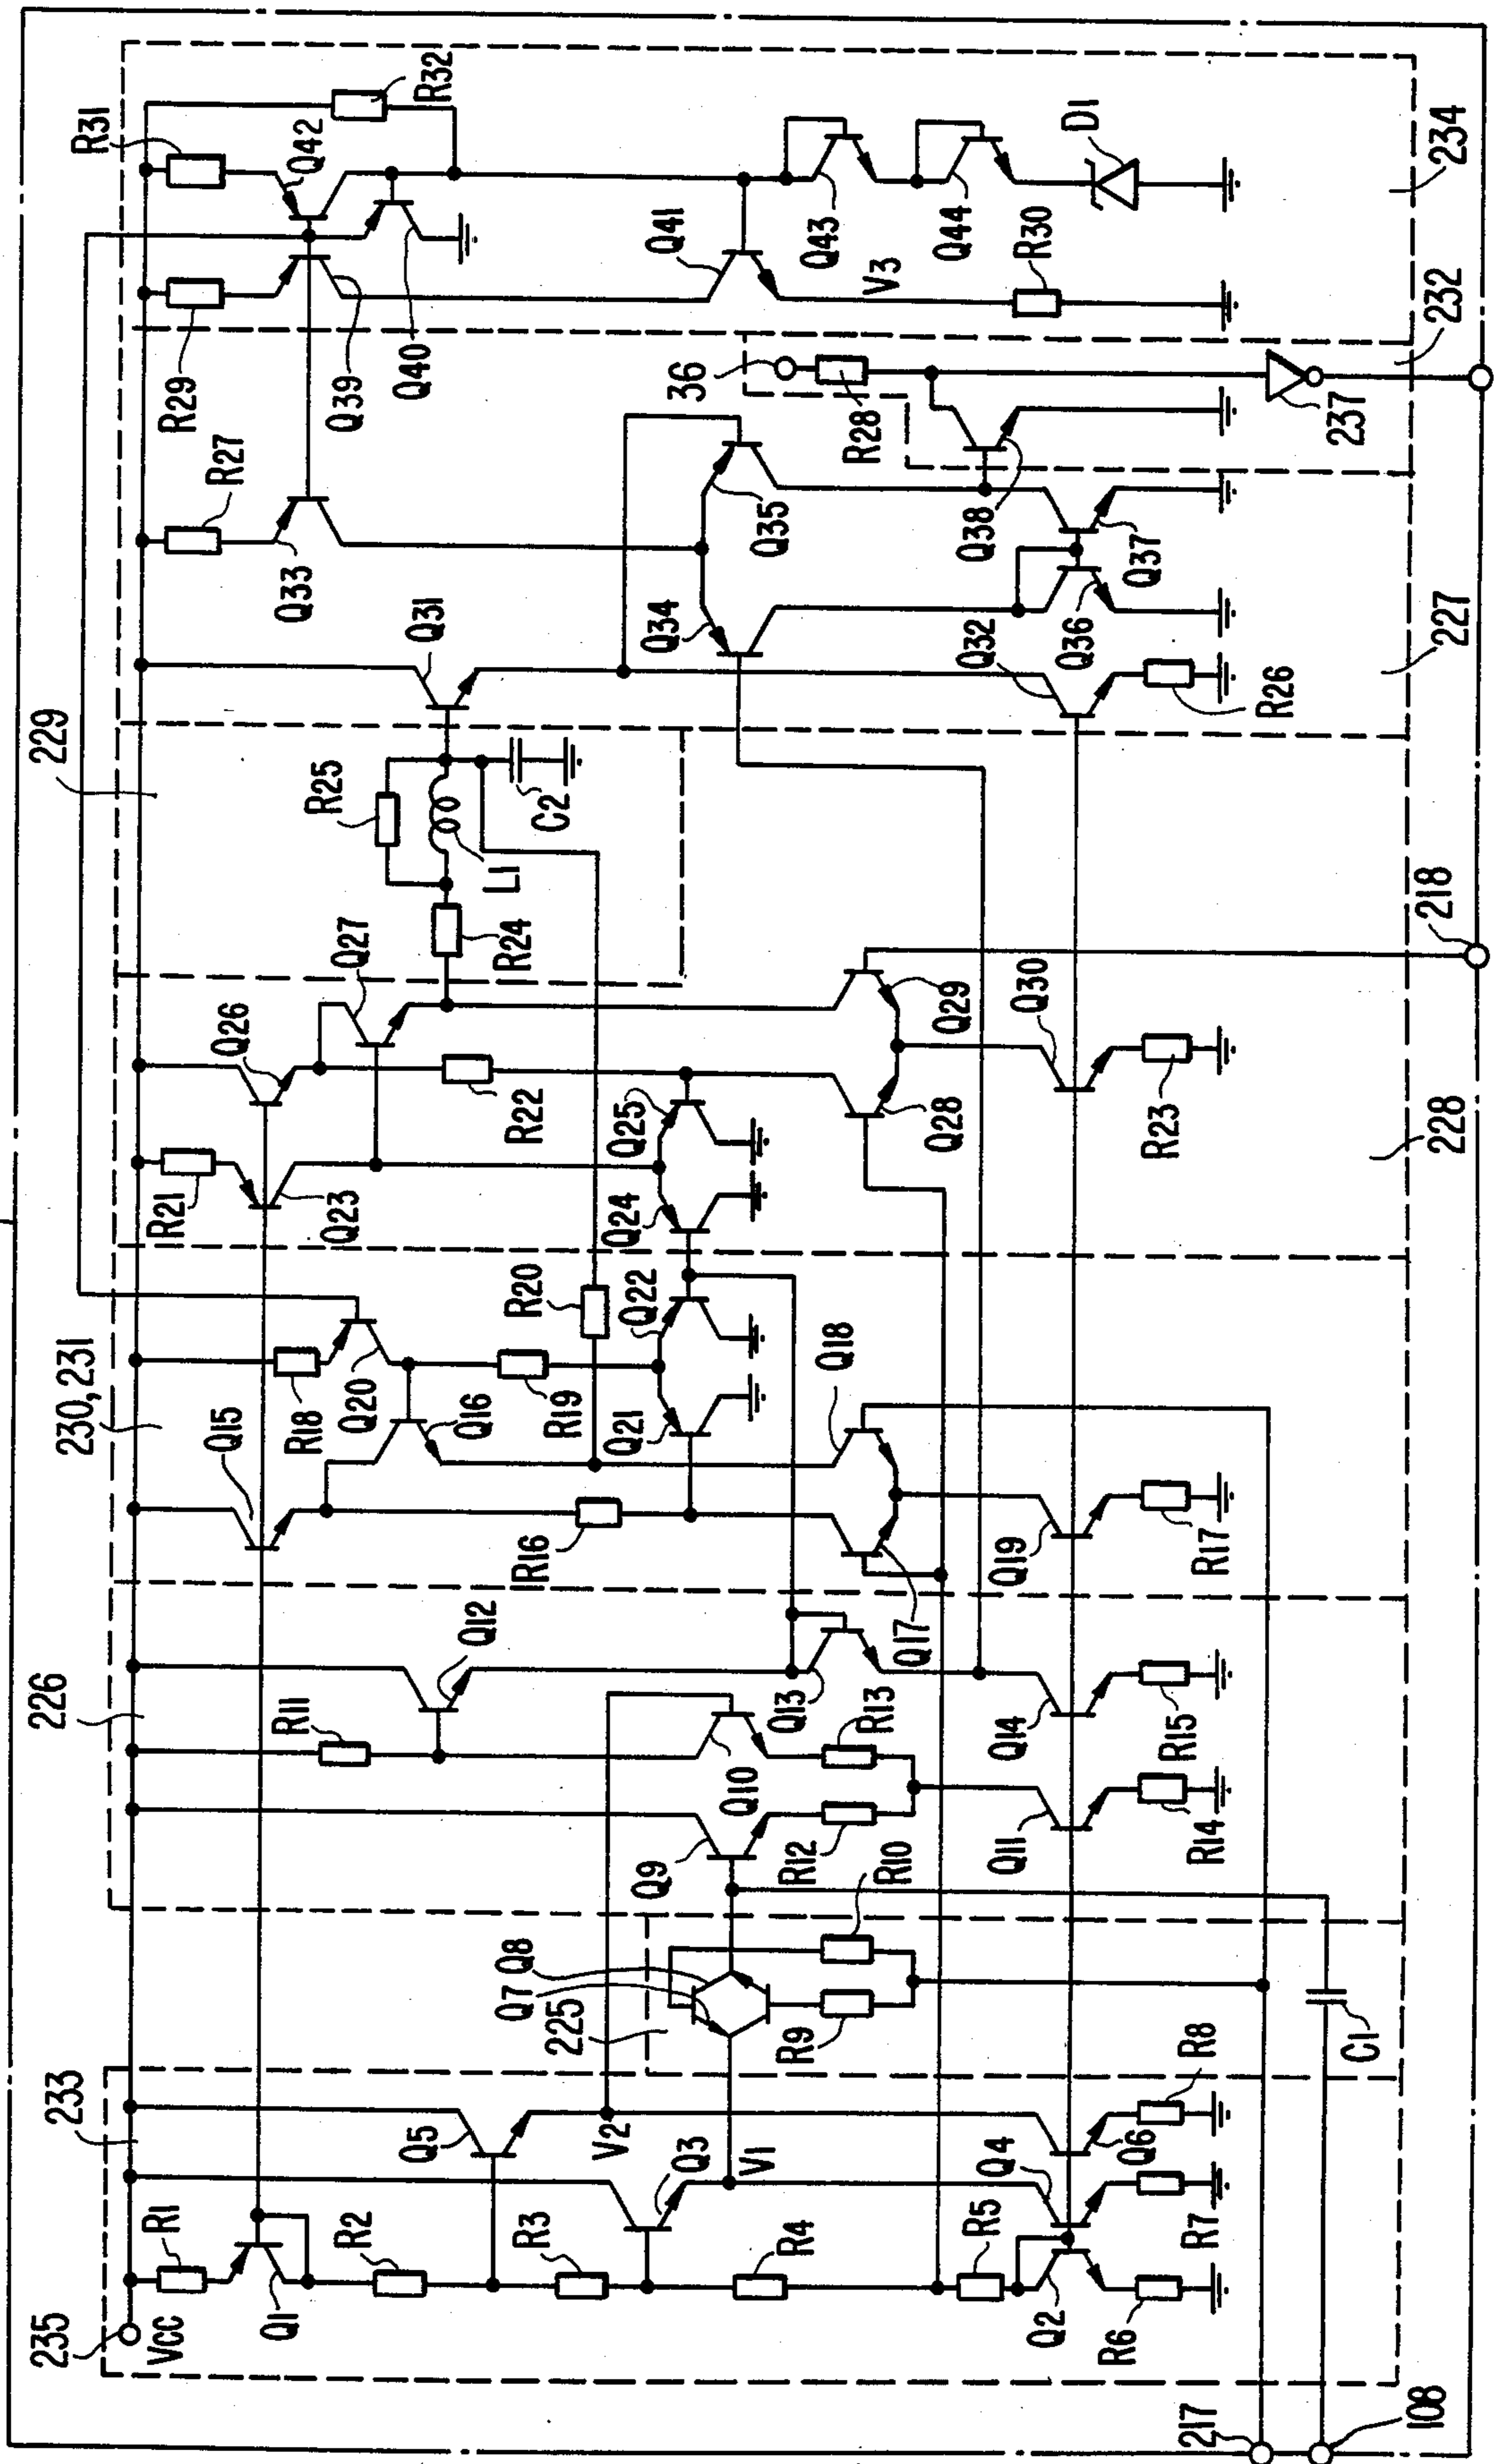 235
VCC
R1
Q1
R2
R3
R4
R5
Q2
R6
233
Q5
V2
Q3
V1
Q4
Q6
R7
R8
217
108
C1
225
Q7
Q8
R9
R10
226
R11
Q12
Q9
Q10
R12
R13
Q13
Q11
Q14
R14
R15
230,231
Q15
R18
Q20
Q16
R19
R16
R20
Q21
Q22
Q17
Q18
Q19
R17
R21
Q23
Q26
Q27
R22
Q24
Q25
Q28
Q29
Q30
R23
228
218
229
R24
R25
L1
C2
Q31
R27
Q33
Q34
Q35
Q32
Q36
Q37
Q38
R26
227
36
R28
237
232
R29
R31
Q42
R32
Q39
Q40
Q41
V3
R30
Q43
Q44
D1
234